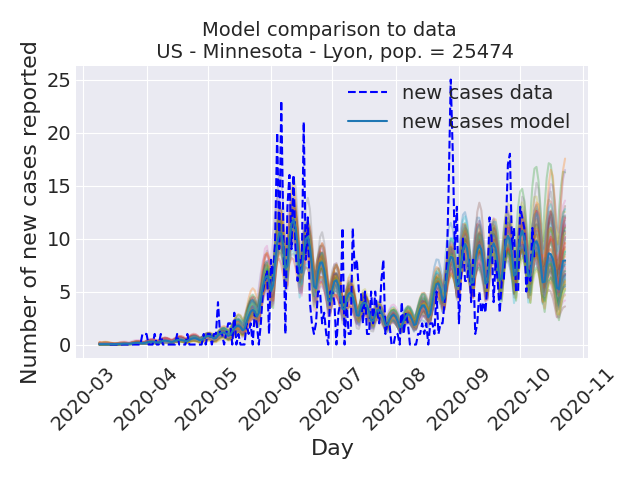 Model comparison to data
US - Minnesota - Lyon, pop. = 25474
Number of new cases reported
25
20
15
10
5
0
new cases data
new cases model
2020-03
2020-04
2020-05
2020-06
2020-07
2020-08
2020-09
2020-10
2020-11
Day